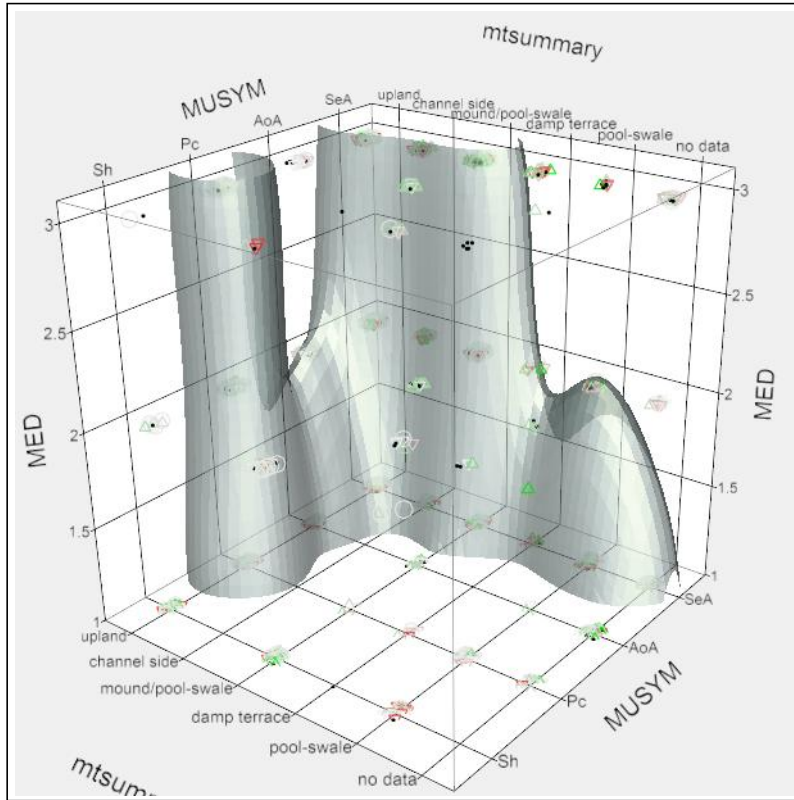 mtsummary
MUSYM
SeA
upland
channel side
mound/pool-swale
damp terrace
pool-swale
no data
AoA
Pc
Sh
3
3
2.5
2.5
MED
2
2
MED
1.5
1.5
1
1
upland
channel side
mound/pool-swale
damp terrace
pool-swale
no data
SeA
AoA
Pc
Sh
MUSYM